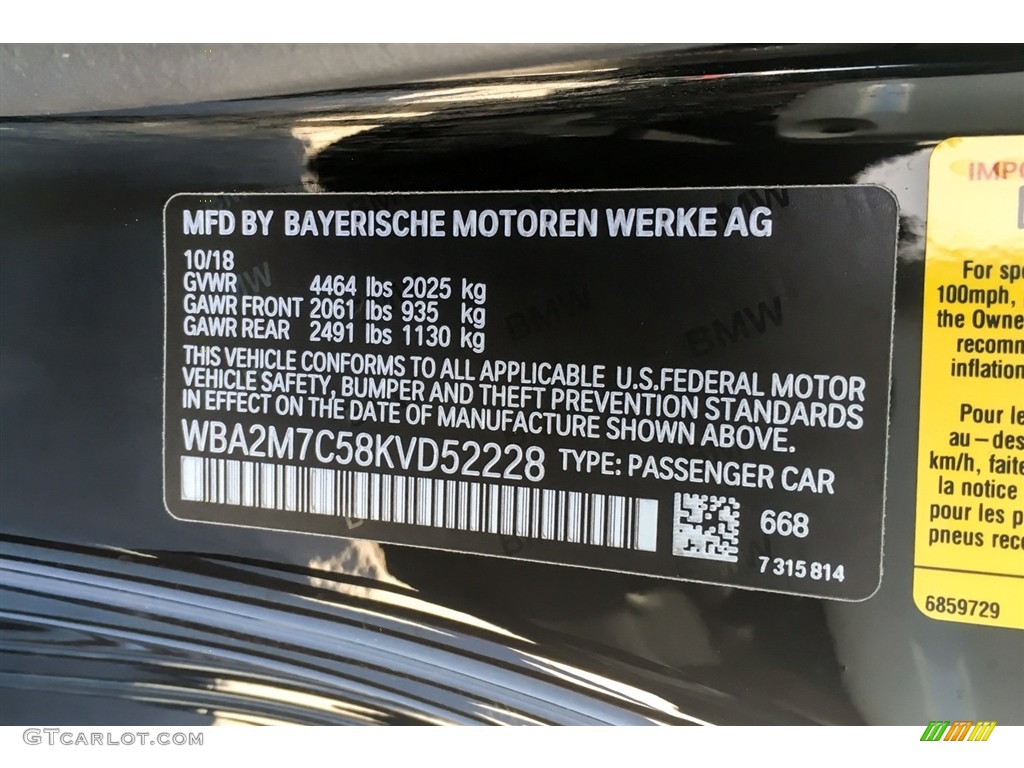 MFD BY BAYERISCHE MOTOREN WERKE AG
10/18
GVWR 4464 lbs 2025 kg
GAWR FRONT 2061 lbs 935 kg
GAWR REAR 2491 lbs 1130 kg
THIS VEHICLE CONFORMS TO ALL APPLICABLE U.S.FEDERAL MOTOR
VEHICLE SAFETY, BUMPER AND THEFT PREVENTION STANDARDS
IN EFFECT ON THE DATE OF MANUFACTURE SHOWN ABOVE.
WBA2M7C58KVD52228 TYPE: PASSENGER CAR
668
7 315 814
IMPO
For spe
100mph,
the Owne
recomn
inflation
Pour le
au-des
km/h, faite
la notice
pour les p
pneus rece
6859729
GTCarlot.com